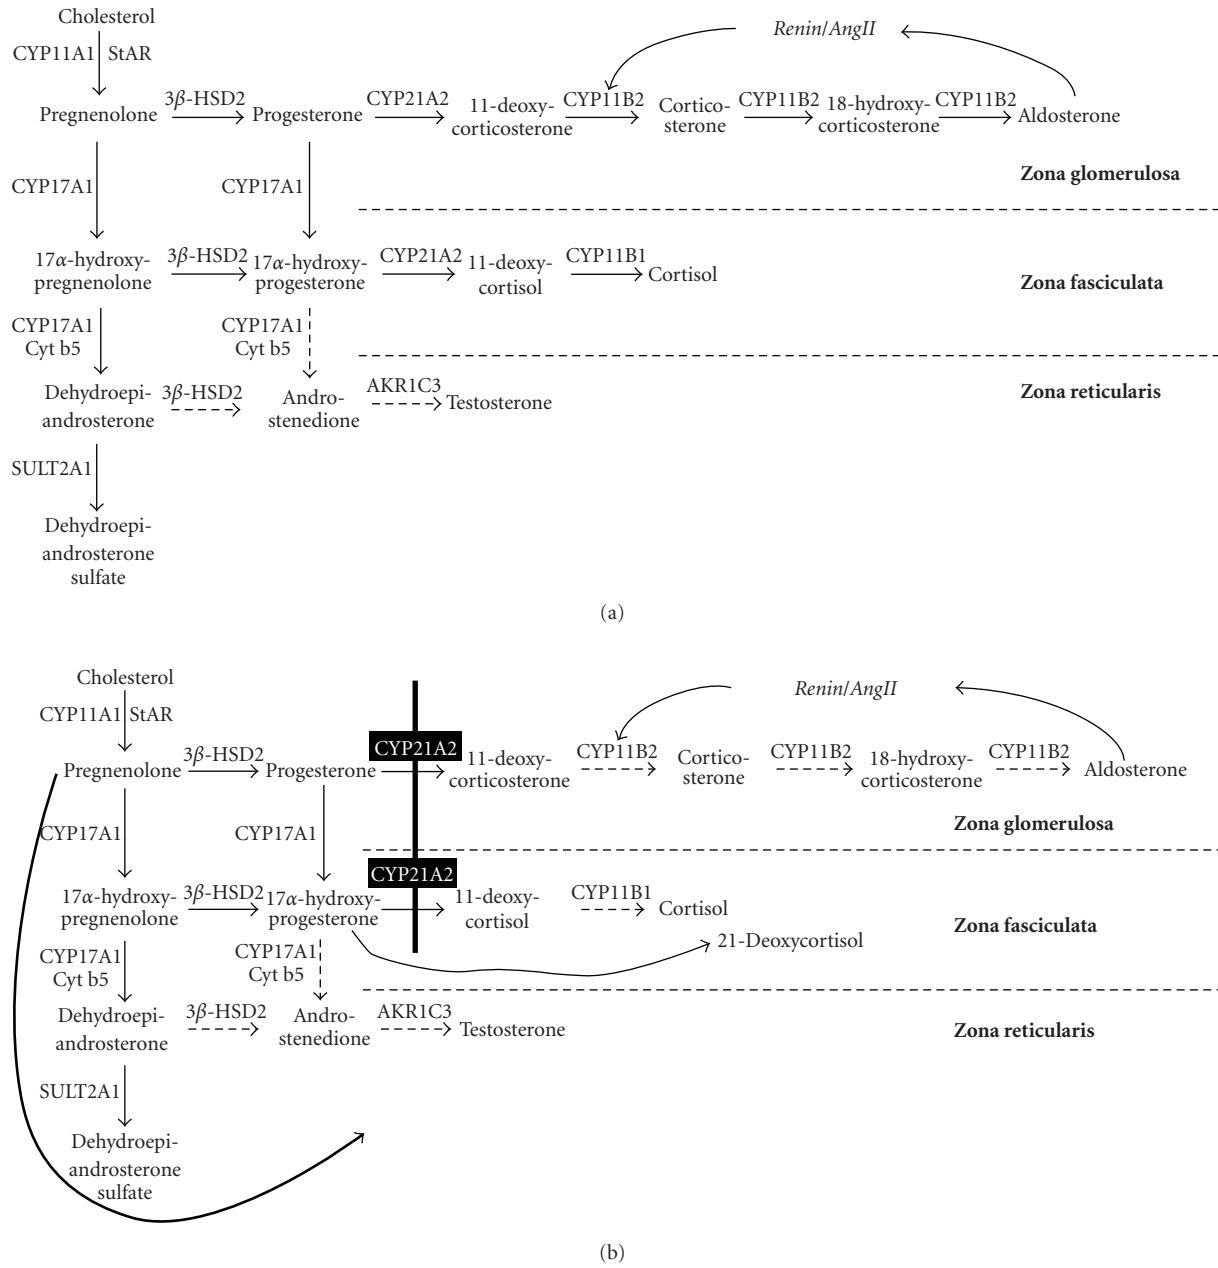 Cholesterol
CYP11A1 StAR
Renin/AngII
Pregnenolone
3β-HSD2
Progesterone
CYP21A2
11-deoxy-
corticosterone
CYP11B2
Cortico-
sterone
CYP11B2
18-hydroxy-
corticosterone
CYP11B2
Aldosterone
CYP17A1
CYP17A1
Zona glomerulosa
17α-hydroxy-
pregnenolone
3β-HSD2
17α-hydroxy-
progesterone
CYP21A2
11-deoxy-
cortisol
CYP11B1
Cortisol
Zona fasciculata
CYP17A1
Cyt b5
CYP17A1
Cyt b5
Dehydroepi-
androsterone
3β-HSD2
Andro-
stenedione
AKR1C3
Testosterone
Zona reticularis
SULT2A1
Dehydroepi-
androsterone
sulfate
(a)
Cholesterol
CYP11A1 StAR
Renin/AngII
Pregnenolone
3β-HSD2
Progesterone
CYP21A2
11-deoxy-
corticosterone
CYP11B2
Cortico-
sterone
CYP11B2
18-hydroxy-
corticosterone
CYP11B2
Aldosterone
CYP17A1
CYP17A1
Zona glomerulosa
17α-hydroxy-
pregnenolone
3β-HSD2
17α-hydroxy-
progesterone
CYP21A2
11-deoxy-
cortisol
CYP11B1
Cortisol
21-Deoxycortisol
Zona fasciculata
CYP17A1
Cyt b5
CYP17A1
Cyt b5
Dehydroepi-
androsterone
3β-HSD2
Andro-
stenedione
AKR1C3
Testosterone
Zona reticularis
SULT2A1
Dehydroepi-
androsterone
sulfate
(b)